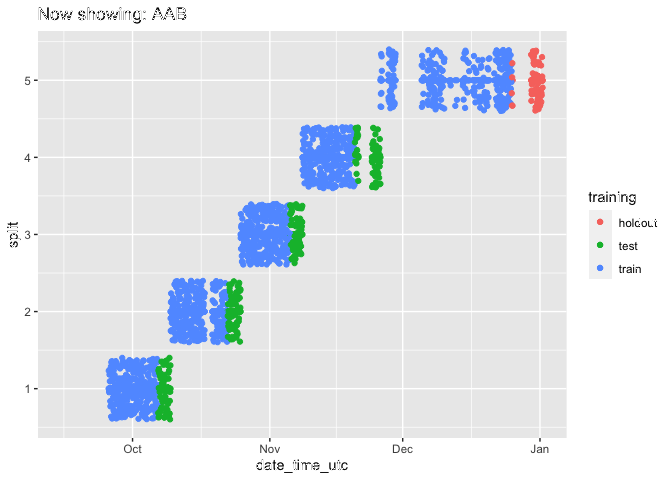 Now showing: AAB
5
4
3
2
1
split
Oct
Nov
Dec
Jan
date_time_utc
training
holdout
test
train